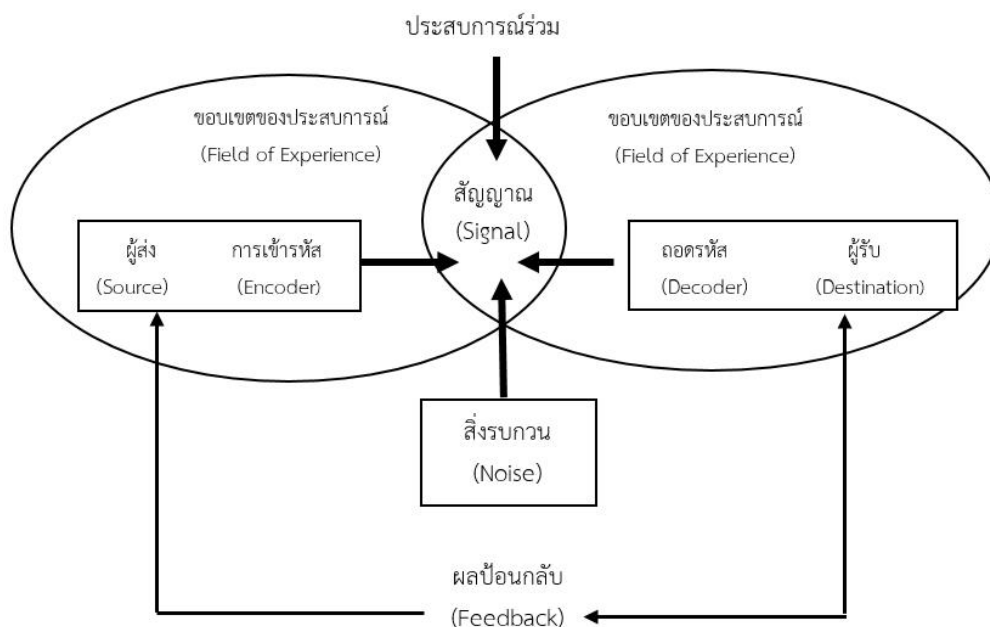 ประสบการณ์ร่วม
ขอบเขตของประสบการณ์
(Field of Experience)
ขอบเขตของประสบการณ์
(Field of Experience)
สัญญาณ
(Signal)
ผู้ส่ง
(Source)
การเข้ารหัส
(Encoder)
ถอดรหัส
(Decoder)
ผู้รับ
(Destination)
สิ่งรบกวน
(Noise)
ผลป้อนกลับ
(Feedback)